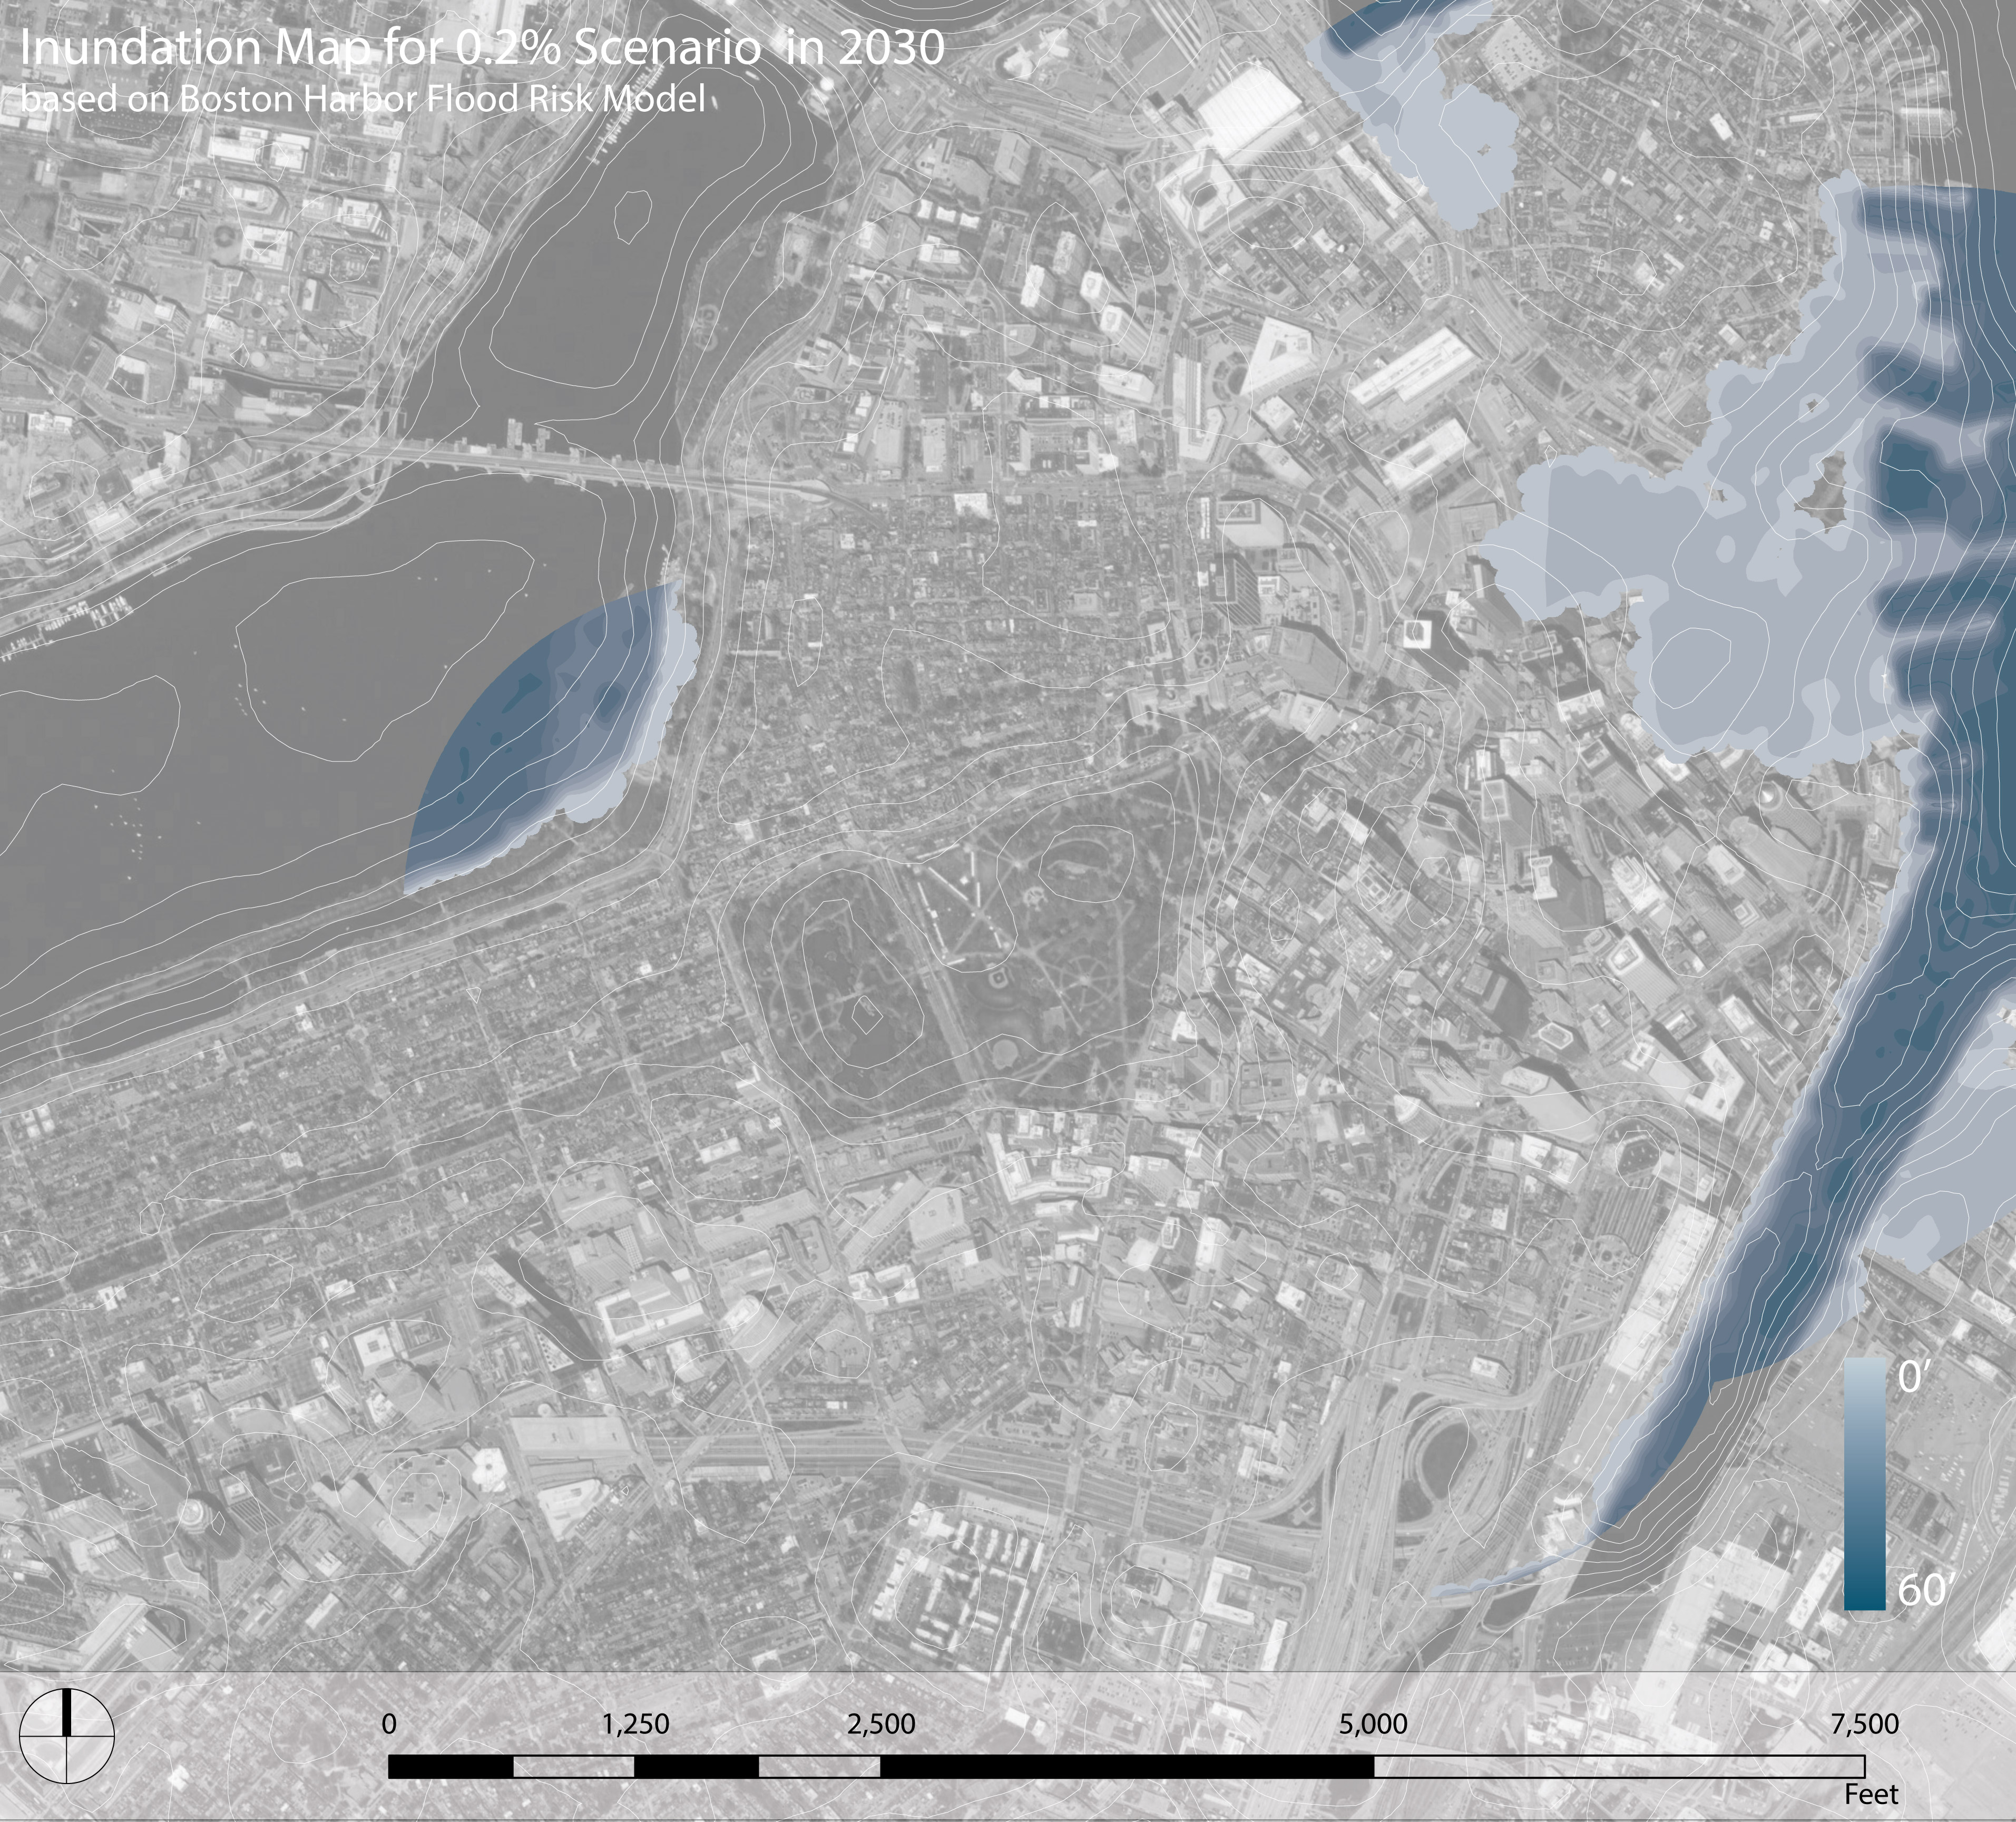 Inundation Map for 0.2% Scenario in 2030
based on Boston Harbor Flood Risk Model
0’
60’
0 1,250 2,500 5,000 7,500
Feet